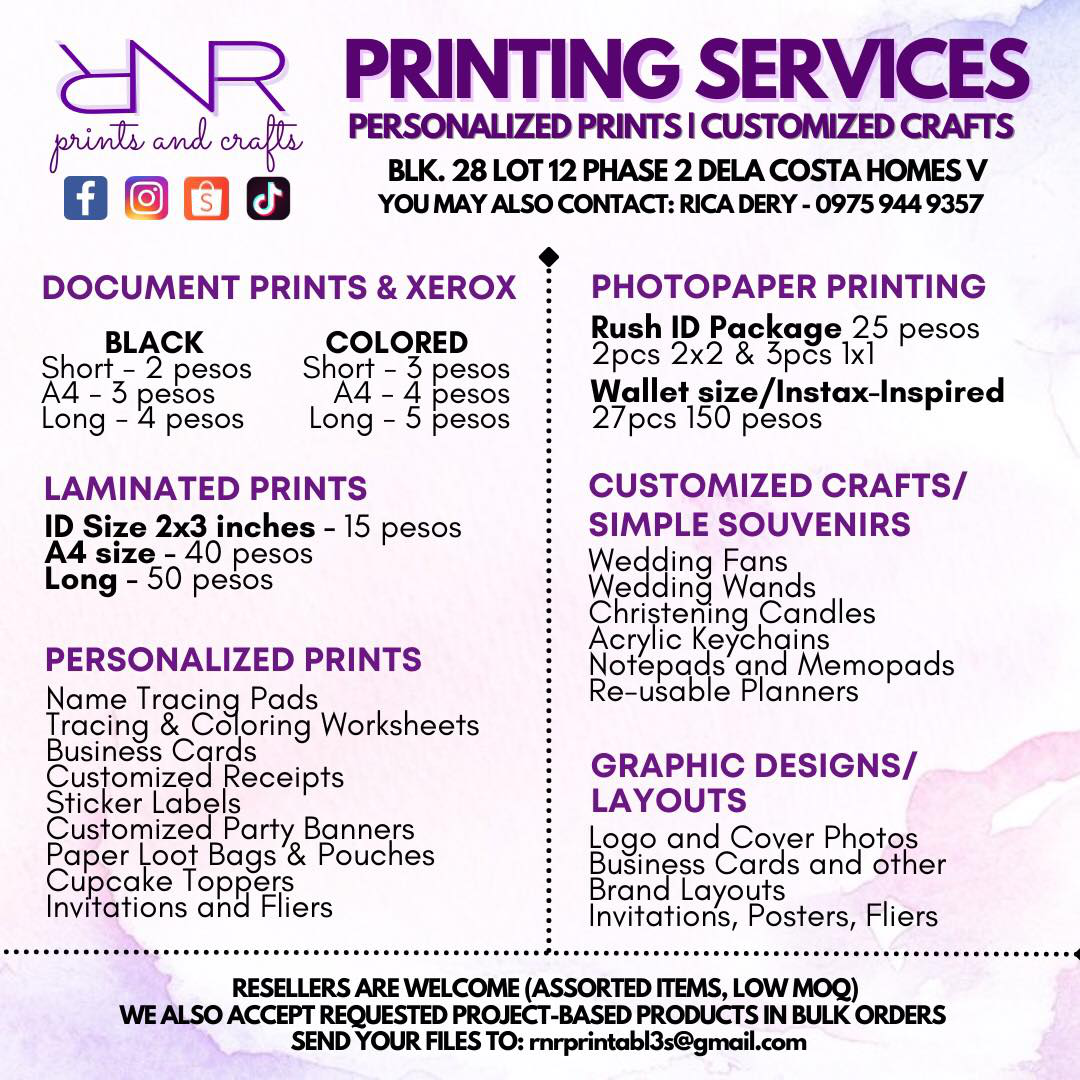 RNR
prints and crafts
PRINTING SERVICES
PERSONALIZED PRINTS | CUSTOMIZED CRAFTS
BLK. 28 LOT 12 PHASE 2 DELA COSTA HOMES V
YOU MAY ALSO CONTACT: RICA DERY - 0975 944 9357
DOCUMENT PRINTS & XEROX
BLACK
Short - 2 pesos
A4 - 3 pesos
Long - 4 pesos
COLORED
Short - 3 pesos
A4 - 4 pesos
Long - 5 pesos
LAMINATED PRINTS
ID Size 2x3 inches - 15 pesos
A4 size - 40 pesos
Long - 50 pesos
PERSONALIZED PRINTS
Name Tracing Pads
Tracing & Coloring Worksheets
Business Cards
Customized Receipts
Sticker Labels
Customized Party Banners
Paper Loot Bags & Pouches
Cupcake Toppers
Invitations and Fliers
PHOTOPAPER PRINTING
Rush ID Package 25 pesos
2pcs 2x2 & 3pcs 1x1
Wallet size/Instax-Inspired
27pcs 150 pesos
CUSTOMIZED CRAFTS/
SIMPLE SOUVENIRS
Wedding Fans
Wedding Wands
Christening Candles
Acrylic Keychains
Notepads and Memopads
Re-usable Planners
GRAPHIC DESIGNS/
LAYOUTS
Logo and Cover Photos
Business Cards and other
Brand Layouts
Invitations, Posters, Fliers
RESELLERS ARE WELCOME (ASSORTED ITEMS, LOW MOQ)
WE ALSO ACCEPT REQUESTED PROJECT-BASED PRODUCTS IN BULK ORDERS
SEND YOUR FILES TO: rnrprintabl3s@gmail.com